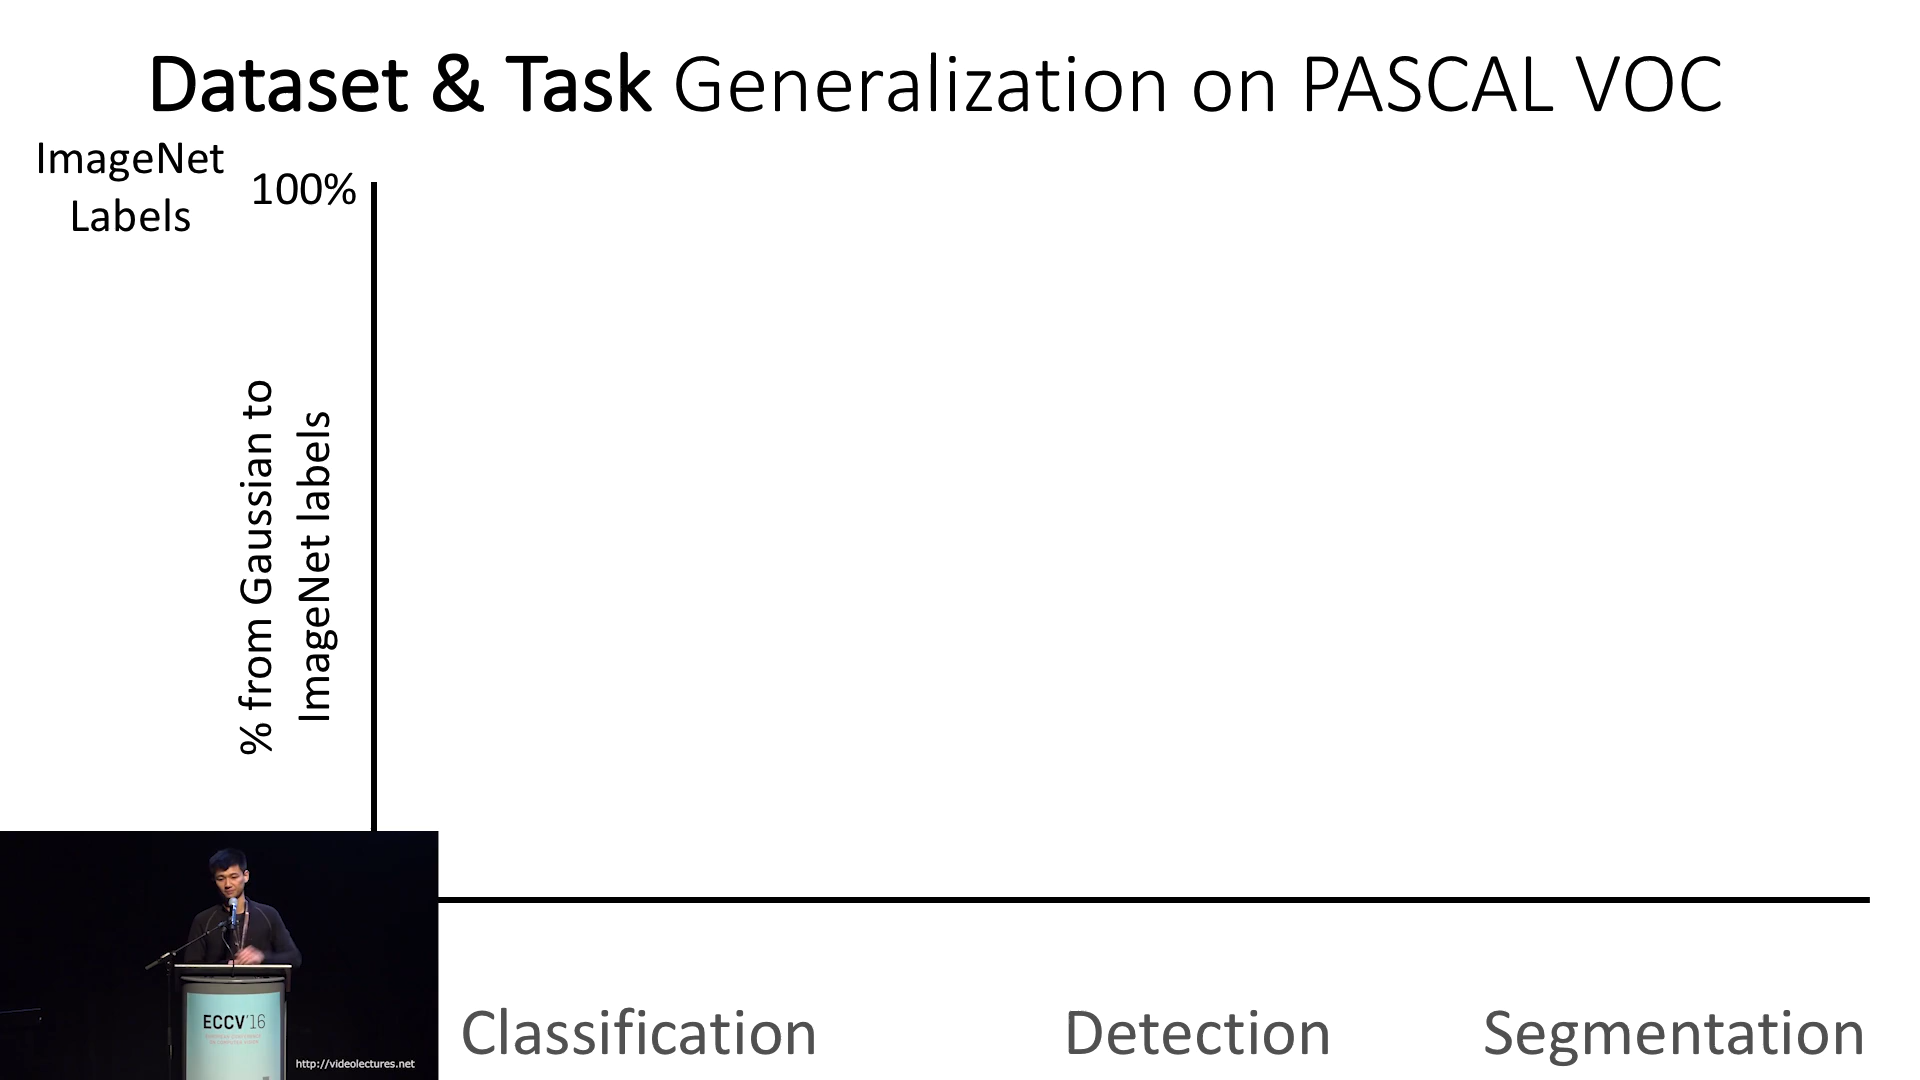 Dataset & Task Generalization on PASCAL VOC
ImageNet
Labels
100%
% from Gaussian to
ImageNet labels
Classification
Detection
Segmentation
ECCV'16
http://videolectures.net